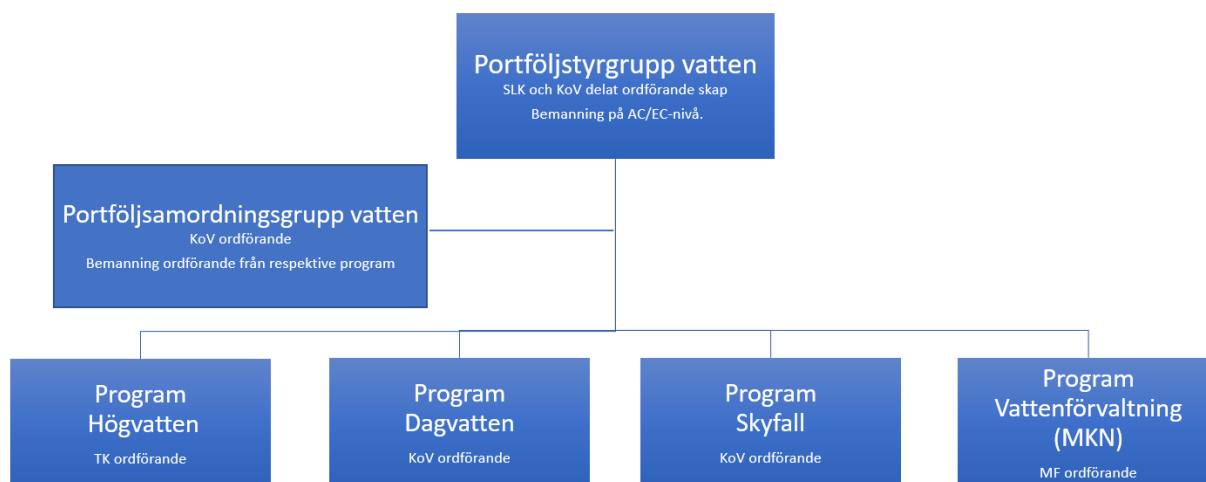 Portföljstyrgrupp vatten
SLK och KoV delat ordförande skap
Bemanning på AC/EC-nivå.
Portföljsamordningsgrupp vatten
KoV ordförande
Bemanning ordförande från respektive program
Program
Högvatten
TK ordförande
Program
Dagvatten
KoV ordförande
Program
Skyfall
KoV ordförande
Program
Vattenförvaltning
(MKN)
MF ordförande